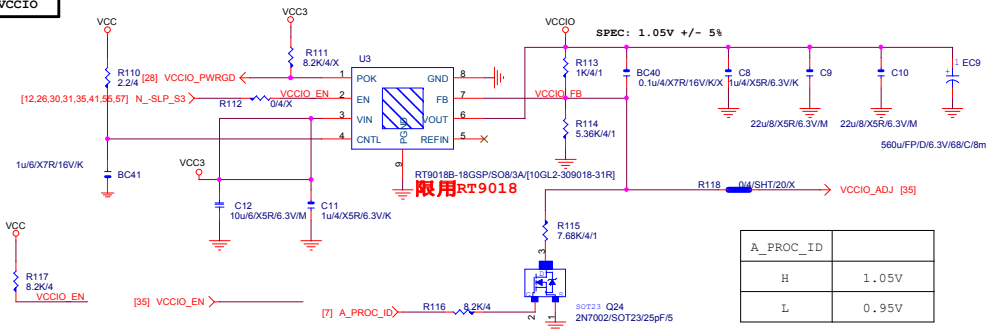 VCCIO
VCC
VCC3
VCCIO
SPEC: 1.05V +/- 5%
R110
2.2/4
R111
8.2K/4/X
[28] VCCIO_PWRGD
[12,26,30,31,35,41,55,57] N_-SLP_S3
R112
0/4/X
VCCIO_EN
U3
1 POK
2 EN
3 VIN
4 CNTL
GND 8
FB 7
VOUT 6
REFIN 5
PGND
9
VCCIO_FB
R113
1K/4/1
R114
5.36K/4/1
BC40
0.1u/4/X7R/16V/K/X
C8
1u/4/X5R/6.3V/K
C9
22u/8/X5R/6.3V/M
C10
22u/8/X5R/6.3V/M
1
+
EC9
560u/FP/D/6.3V/68/C/8m
RT9018B-18GSP/SO8/3A/[10GL2-309018-31R]
限用RT9018
1u/6/X7R/16V/K
BC41
VCC3
C12
10u/6/X5R/6.3V/M
C11
1u/4/X5R/6.3V/K
R118
0/4/SHT/20/X
VCCIO_ADJ [35]
R115
7.68K/4/1
VCC
R117
8.2K/4
VCCIO_EN
[35] VCCIO_EN
[7] A_PROC_ID
R116
8.2K/4
3
2
1
SOT23 Q24
2N7002/SOT23/25pF/5
A_PROC_ID
H 1.05V
L 0.95V